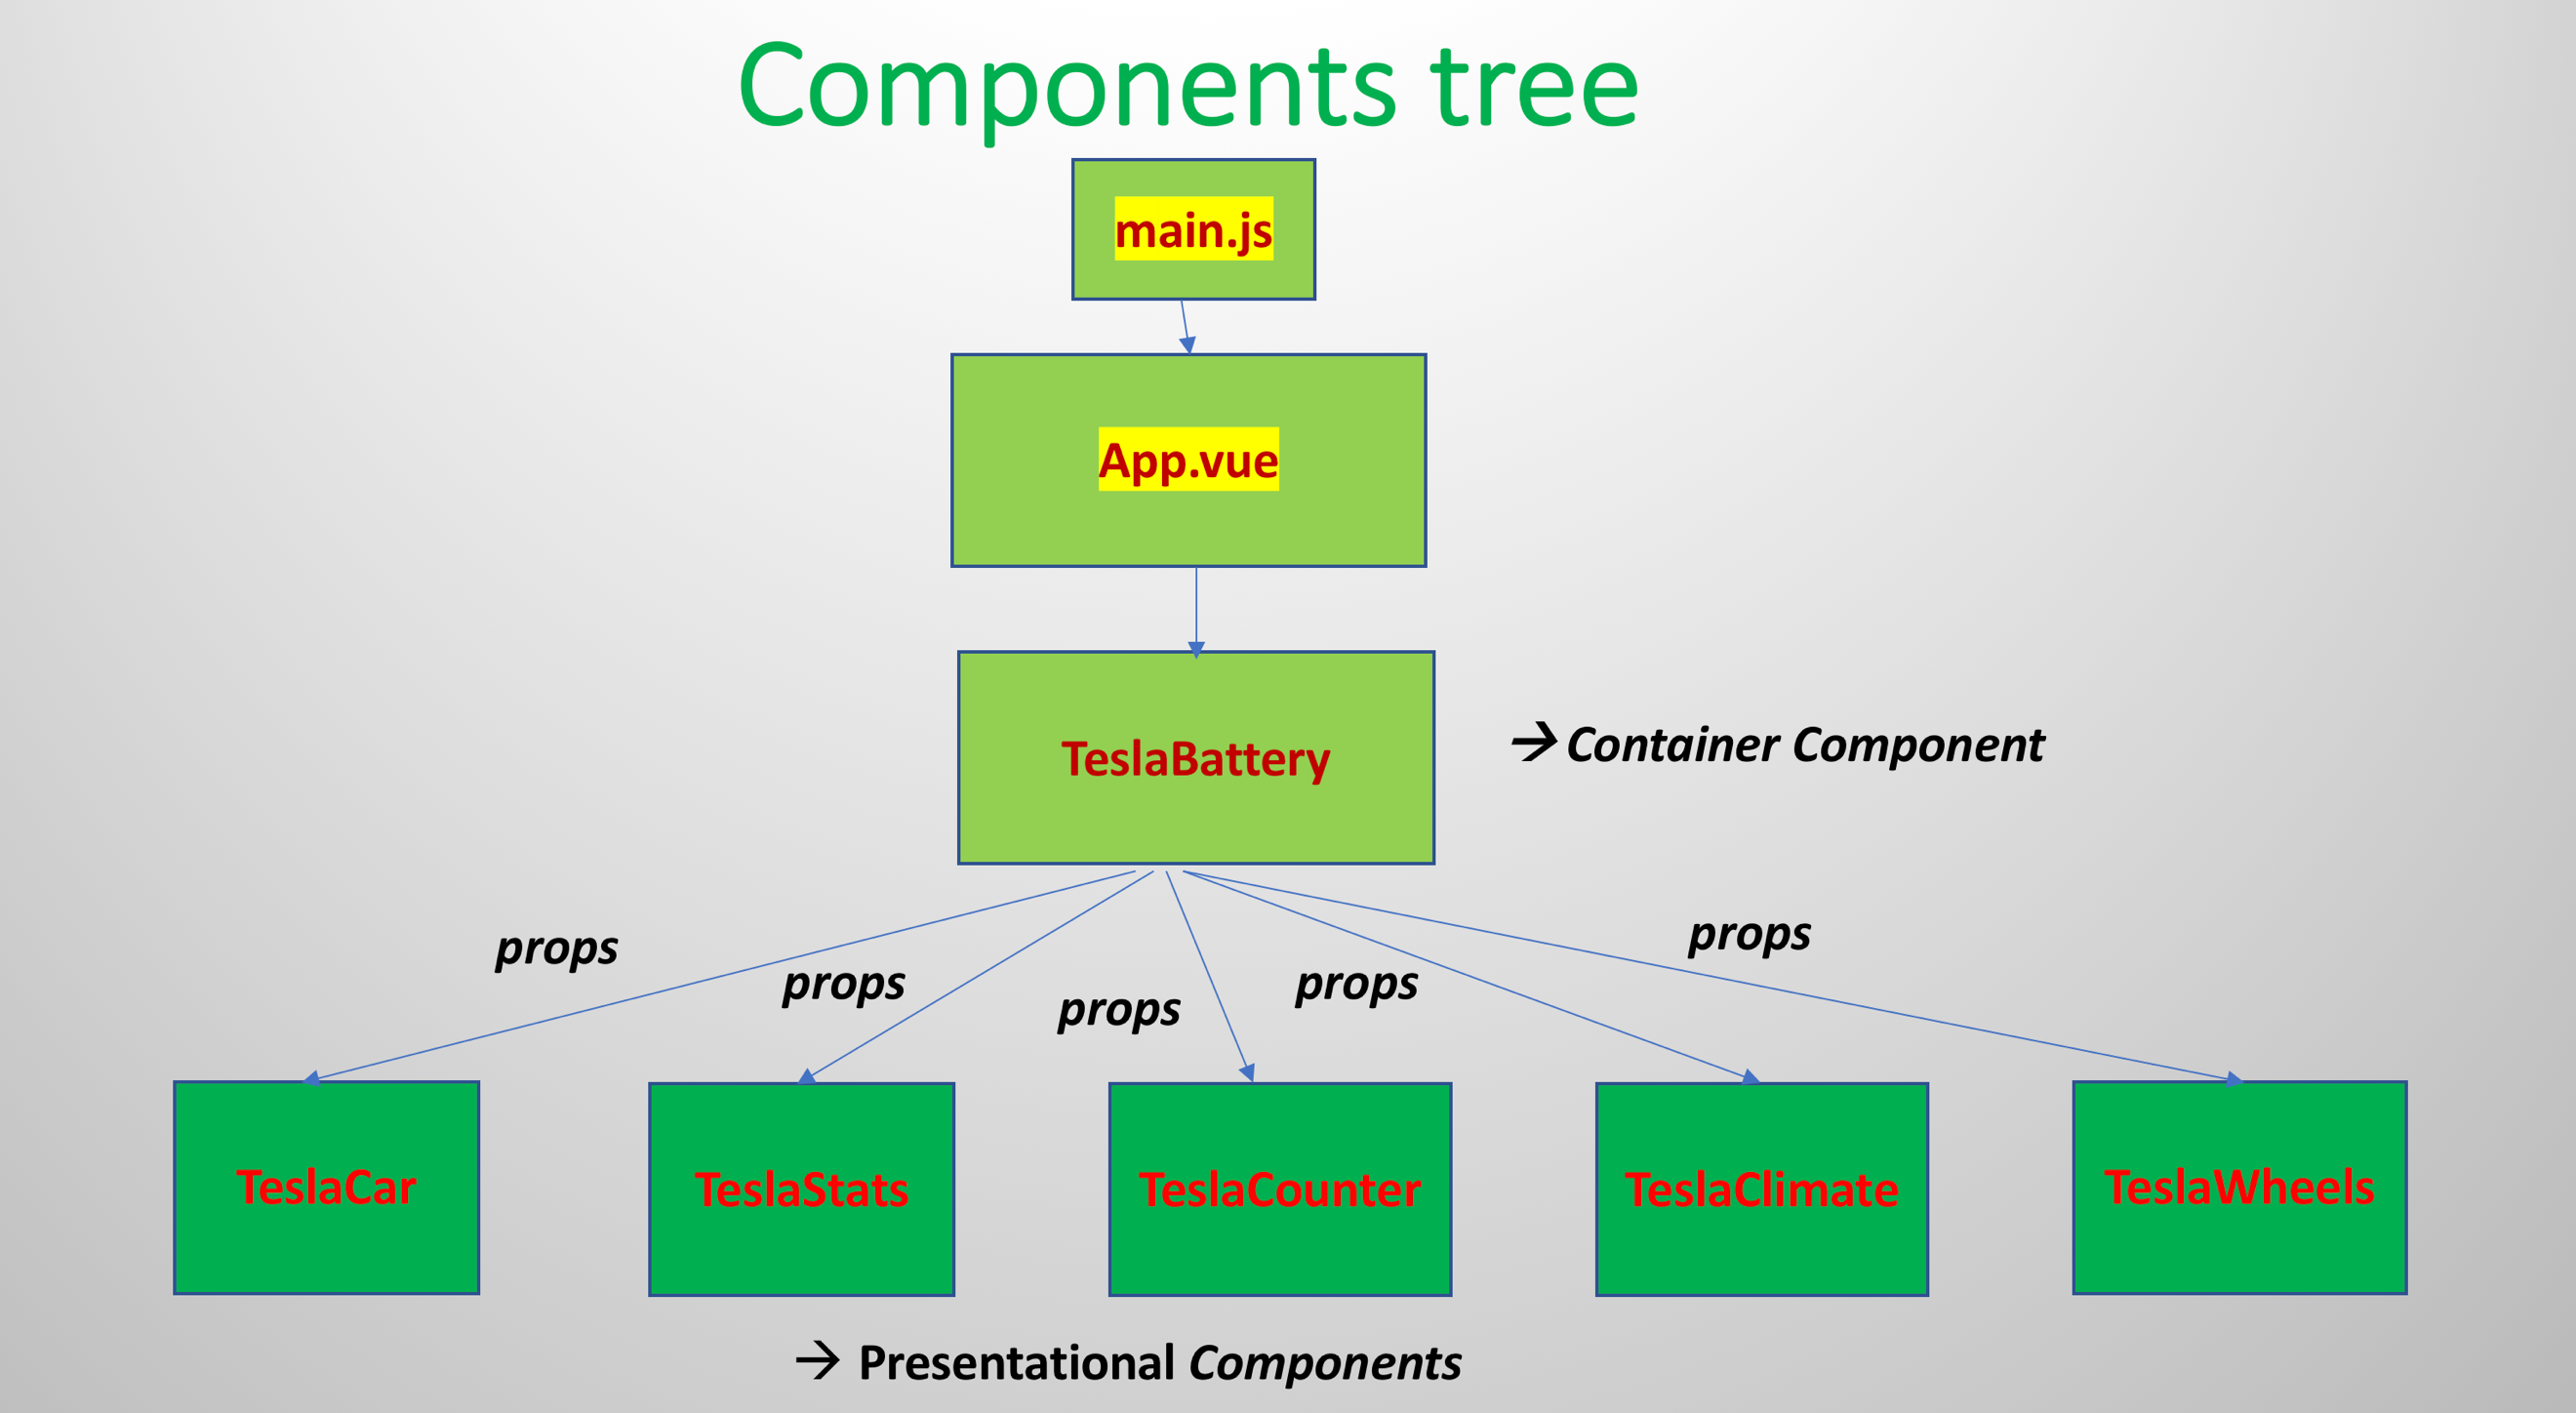 Components tree
main.js
App.vue
TeslaBattery
→ Container Component
props
props
props
props
props
TeslaCar
TeslaStats
TeslaCounter
TeslaClimate
TeslaWheels
→ Presentational Components